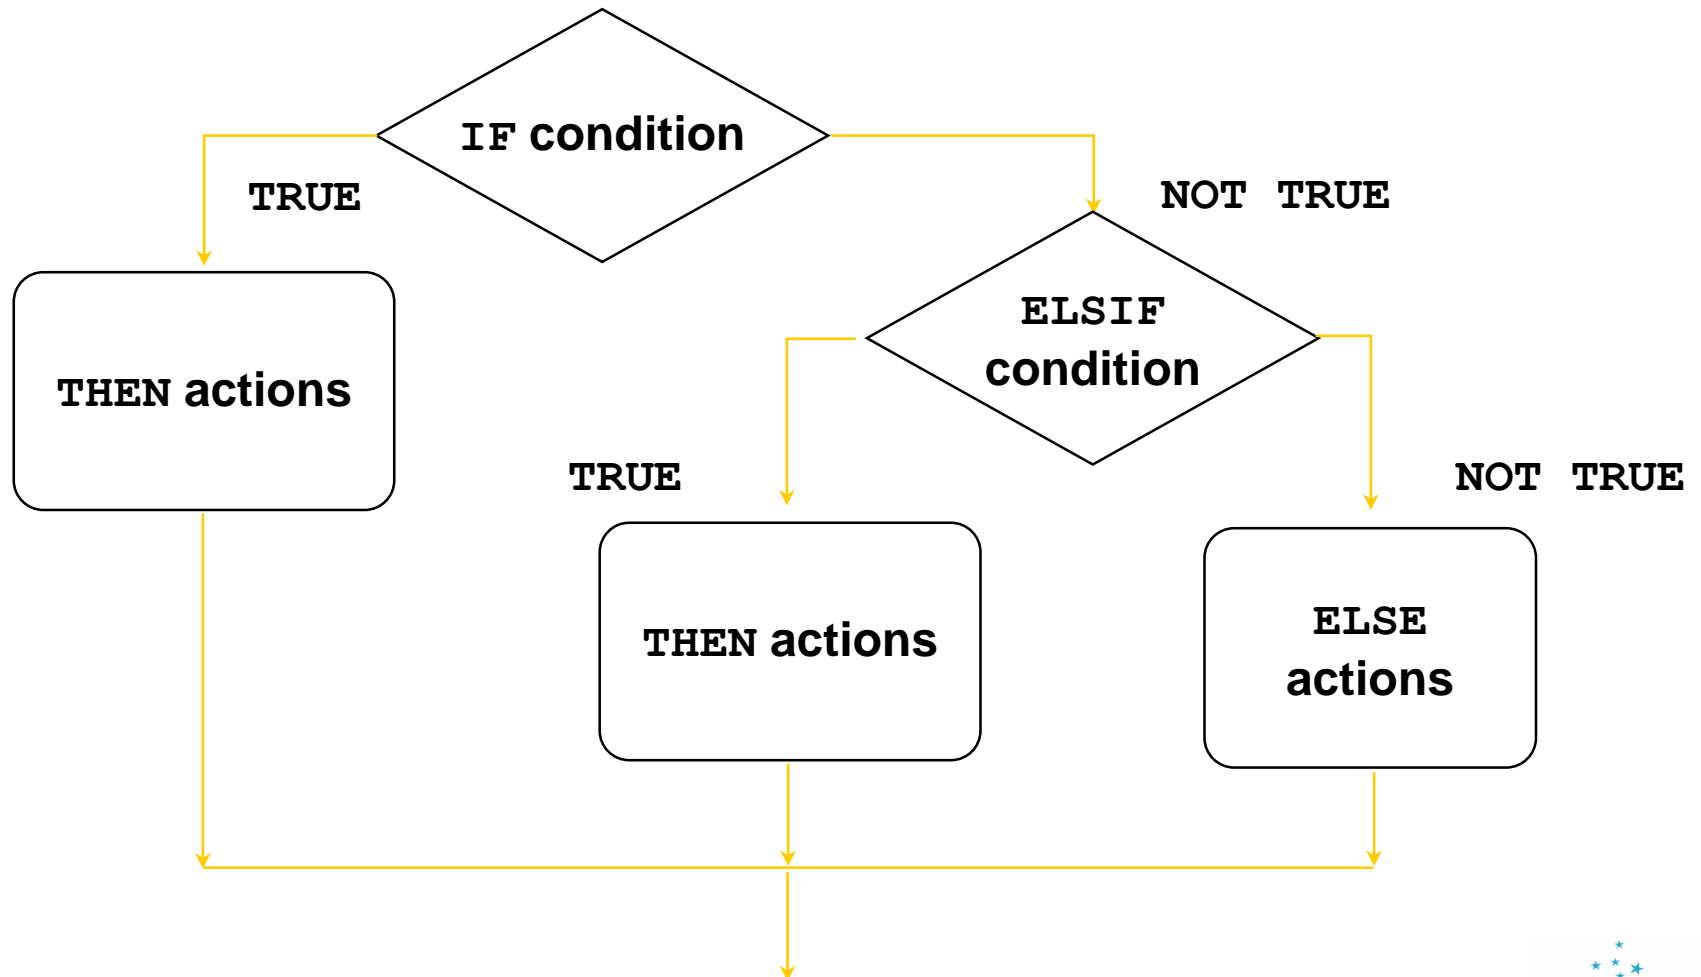 IF condition
TRUE
NOT TRUE
ELSIF
condition
THEN actions
TRUE
NOT TRUE
THEN actions
ELSE
actions